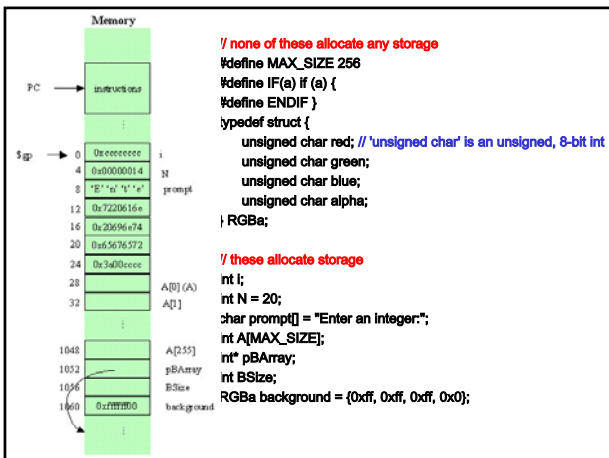 Memory
PC
instructions
$gp
0 0xcccccccc i
4 0x00000014 N
8 'E' 'n' 't' 'e' prompt
12 0x7220616e
16 0x20696e74
20 0x65676572
24 0x3a00cccc
28 A[0] (A)
32 A[1]
1048 A[255]
1052 pBArray
1056 BSize
1060 0xffffff00 background
// none of these allocate any storage
#define MAX_SIZE 256
#define IF(a) if (a) {
#define ENDIF }
typedef struct {
unsigned char red; // 'unsigned char' is an unsigned, 8-bit int
unsigned char green;
unsigned char blue;
unsigned char alpha;
} RGBa;
// these allocate storage
int I;
int N = 20;
char prompt[] = "Enter an integer:";
int A[MAX_SIZE];
int* pBArray;
int BSize;
RGBa background = {0xff, 0xff, 0xff, 0x0};